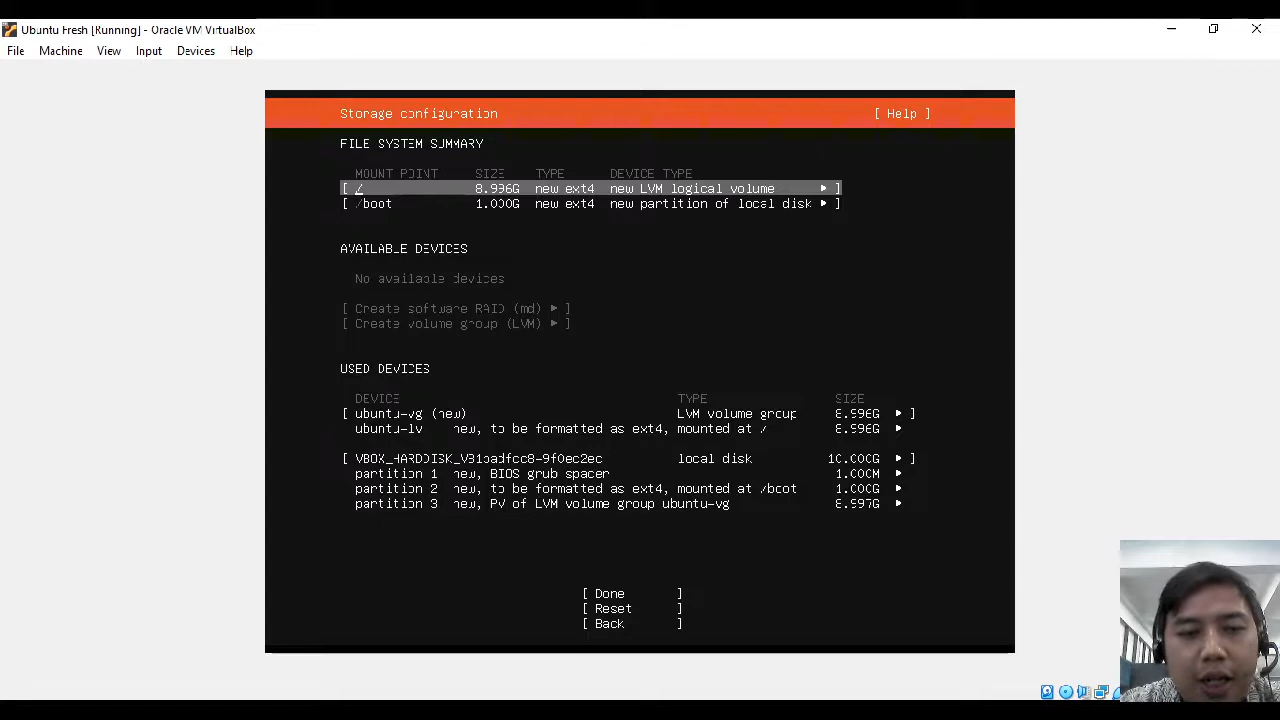 Ubuntu Fresh [Running] - Oracle VM VirtualBox
File Machine View Input Devices Help
Storage configuration [ Help ]
FILE SYSTEM SUMMARY
MOUNT POINT SIZE TYPE DEVICE TYPE
[ / 8.996G new ext4 new LVM logical volume ▸ ]
[ /boot 1.000G new ext4 new partition of local disk ▸ ]
AVAILABLE DEVICES
No available devices
[ Create software RAID (md) ▸ ]
[ Create volume group (LVM) ▸ ]
USED DEVICES
DEVICE TYPE SIZE
[ ubuntu-vg (new) LVM volume group 8.996G ▸ ]
ubuntu-lv new, to be formatted as ext4, mounted at / 8.996G ▸
[ VBOX_HARDDISK_VB1badfcc8-9f0ec2ec local disk 10.000G ▸ ]
partition 1 new, BIOS grub spacer 1.000M ▸
partition 2 new, to be formatted as ext4, mounted at /boot 1.000G ▸
partition 3 new, PV of LVM volume group ubuntu-vg 8.997G ▸
[ Done ]
[ Reset ]
[ Back ]